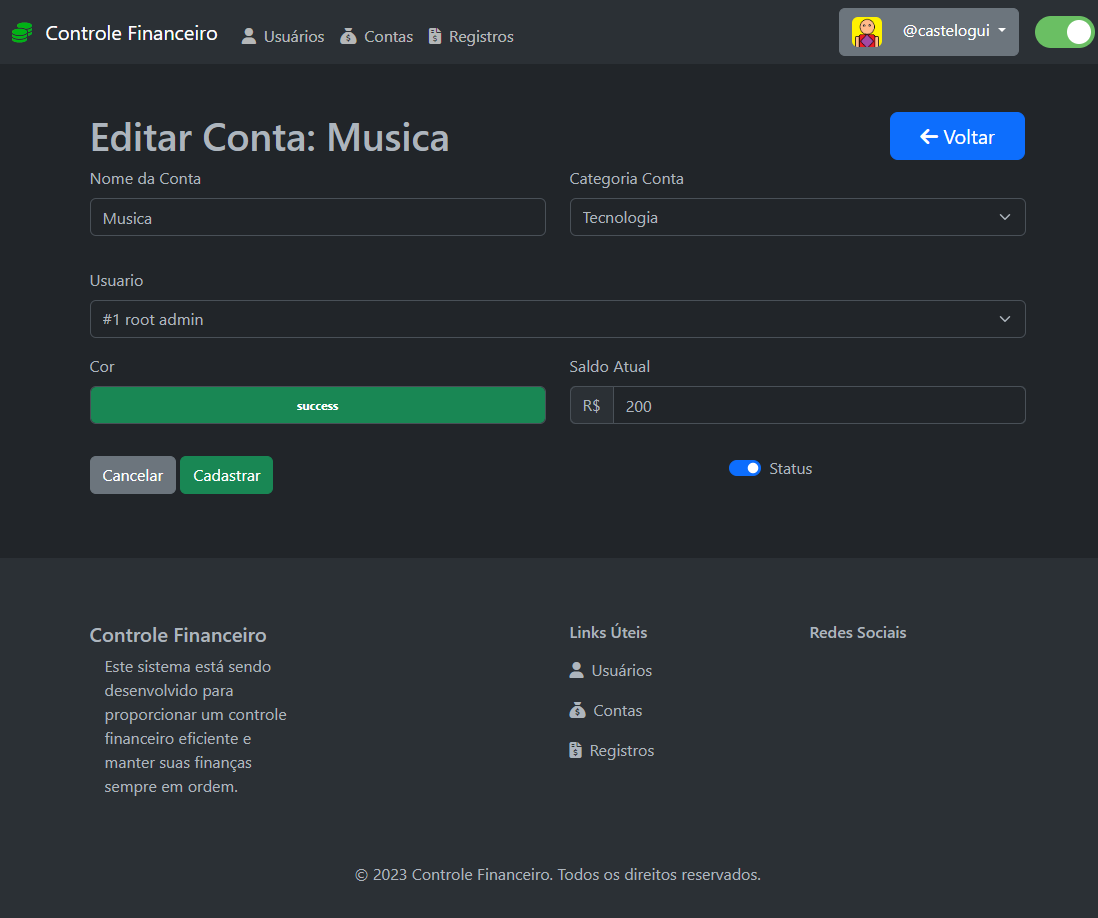 Controle Financeiro Usuários Contas Registros @castelogui
Editar Conta: Musica
Voltar
Nome da Conta
Categoria Conta
Musica
Tecnologia
Usuario
#1 root admin
Cor
Saldo Atual
success
R$ 200
Cancelar Cadastrar
Status
Controle Financeiro
Este sistema está sendo
desenvolvido para
proporcionar um controle
financeiro eficiente e
manter suas finanças
sempre em ordem.
Links Úteis
Usuários
Contas
Registros
Redes Sociais
© 2023 Controle Financeiro. Todos os direitos reservados.